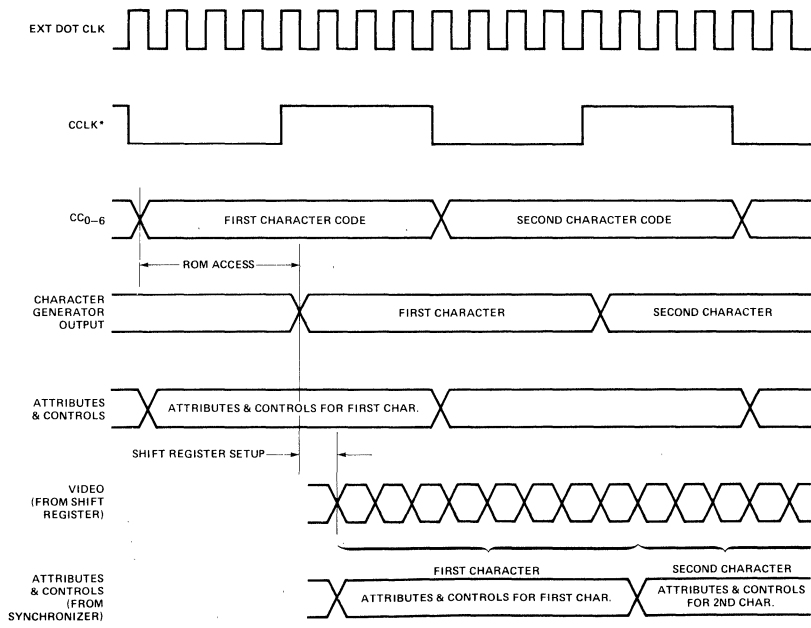 EXT DOT CLK
CCLK*
CC0–6
FIRST CHARACTER CODE
SECOND CHARACTER CODE
ROM ACCESS
CHARACTER
GENERATOR
OUTPUT
FIRST CHARACTER
SECOND CHARACTER
ATTRIBUTES
& CONTROLS
ATTRIBUTES & CONTROLS FOR FIRST CHAR.
SHIFT REGISTER SETUP
VIDEO
(FROM SHIFT
REGISTER)
FIRST CHARACTER
SECOND CHARACTER
ATTRIBUTES
& CONTROLS
(FROM
SYNCHRONIZER)
ATTRIBUTES & CONTROLS FOR FIRST CHAR.
ATTRIBUTES & CONTROLS
FOR 2ND CHAR.